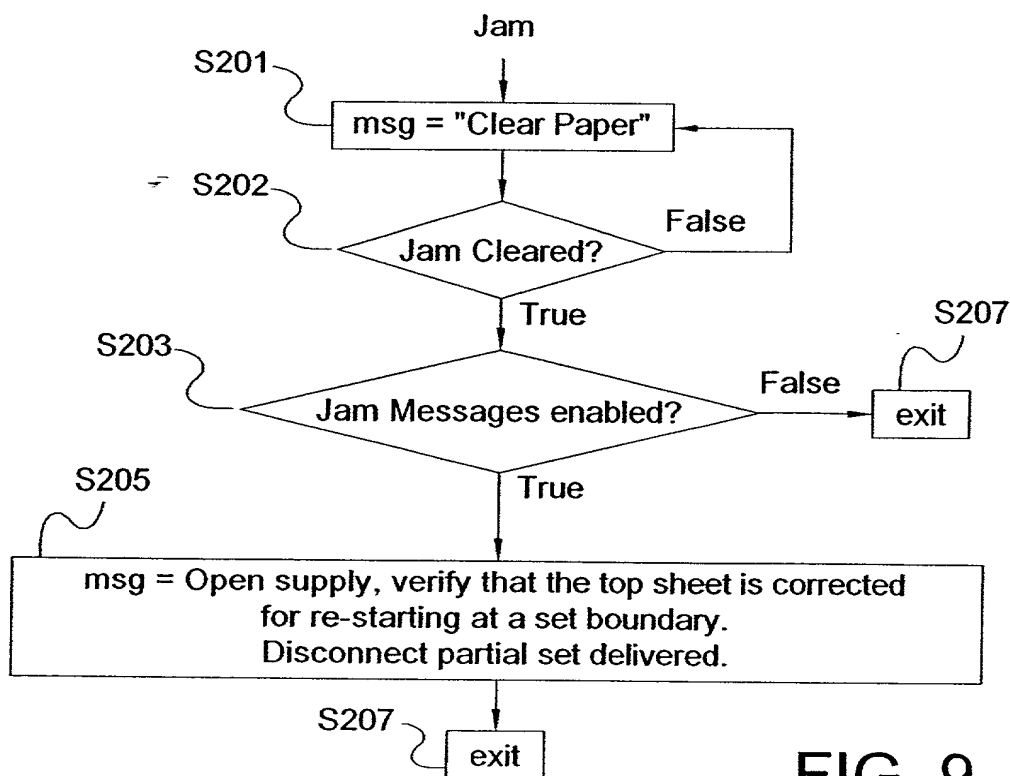 Jam
S201
msg = "Clear Paper"
S202
Jam Cleared?
False
True
S203
Jam Messages enabled?
False
S207
exit
True
S205
msg = Open supply, verify that the top sheet is corrected
for re-starting at a set boundary.
Disconnect partial set delivered.
S207
exit
FIG. 9